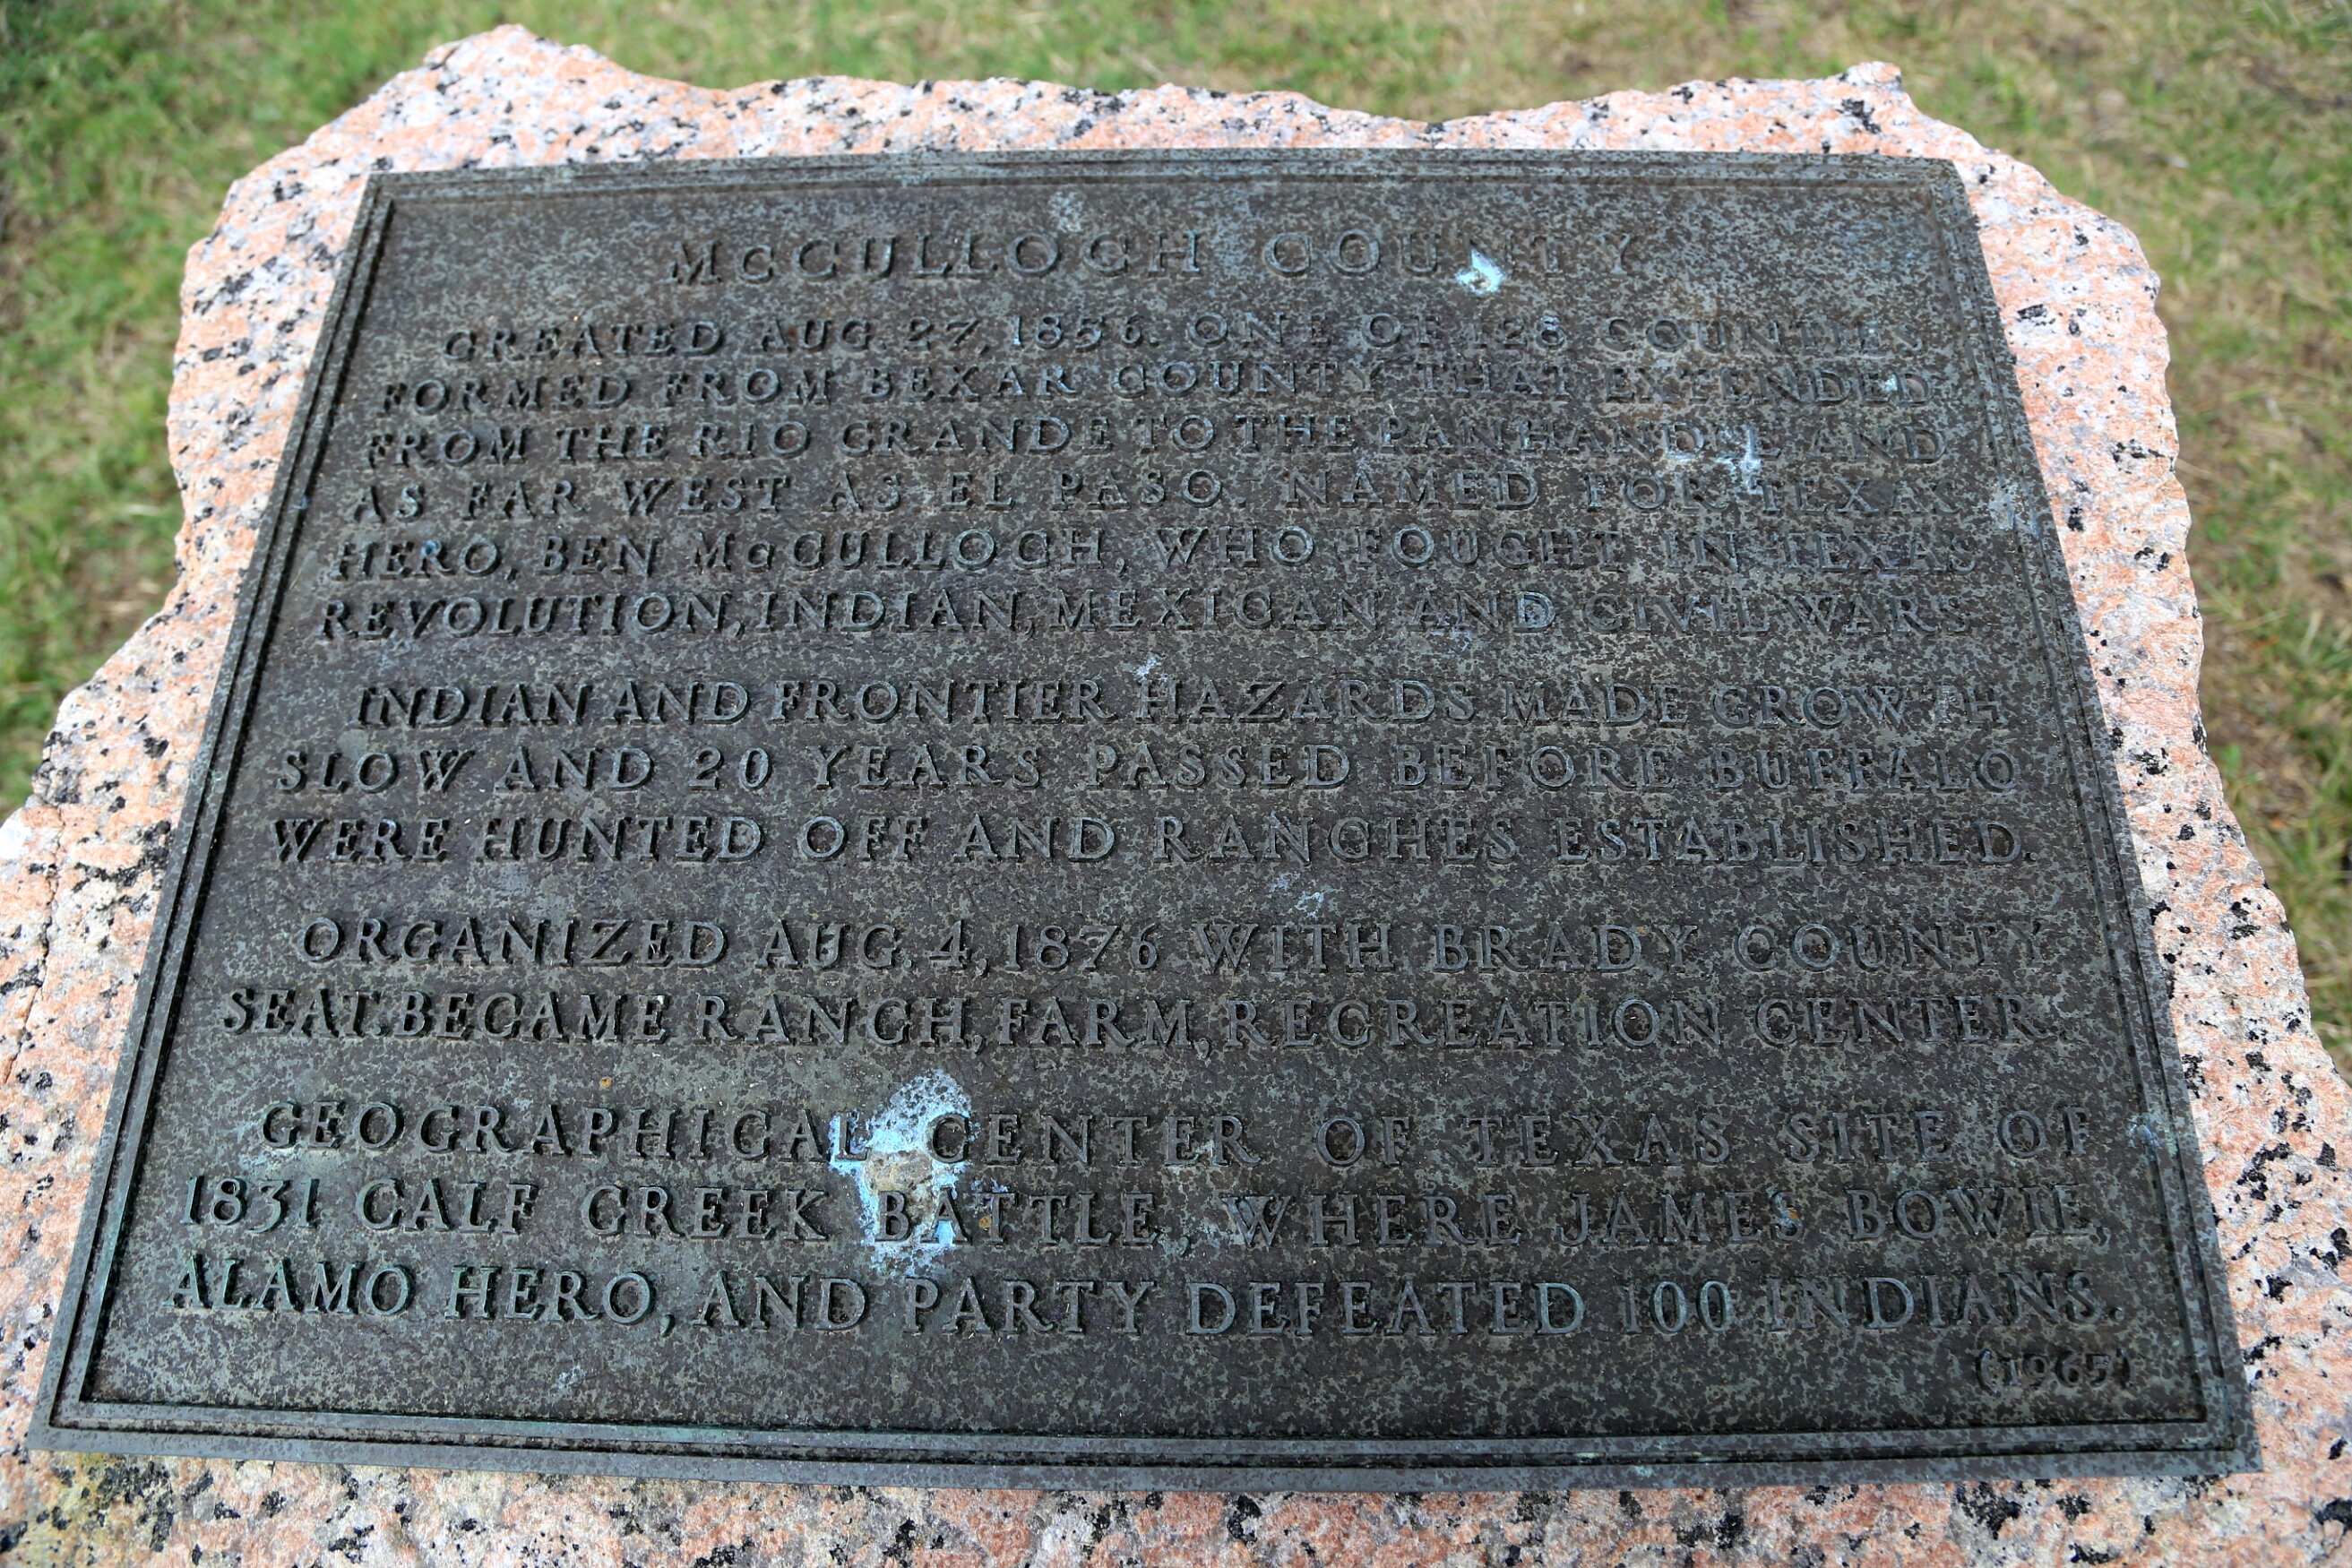 McCULLOCH COUNTY
CREATED AUG. 27, 1856. ONE OF 128 COUNTIES
FORMED FROM BEXAR COUNTY THAT EXTENDED
FROM THE RIO GRANDE TO THE PANHANDLE AND
AS FAR WEST AS EL PASO. NAMED FOR TEXAS
HERO, BEN McCULLOCH, WHO FOUGHT IN TEXAS
REVOLUTION, INDIAN, MEXICAN AND CIVIL WARS
INDIAN AND FRONTIER HAZARDS MADE GROWTH
SLOW AND 20 YEARS PASSED BEFORE BUFFALO
WERE HUNTED OFF AND RANCHES ESTABLISHED.
ORGANIZED AUG. 4, 1876 WITH BRADY COUNTY
SEAT. BECAME RANCH, FARM, RECREATION CENTER.
GEOGRAPHICAL CENTER OF TEXAS SITE OF
1831 CALF CREEK BATTLE, WHERE JAMES BOWIE,
ALAMO HERO, AND PARTY DEFEATED 100 INDIANS.
(1965)